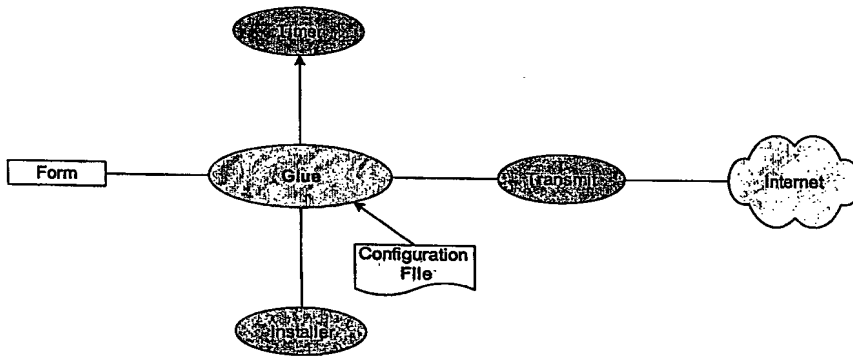 Timer
Form
Glue
Transmit
Internet
Configuration
File
Installer